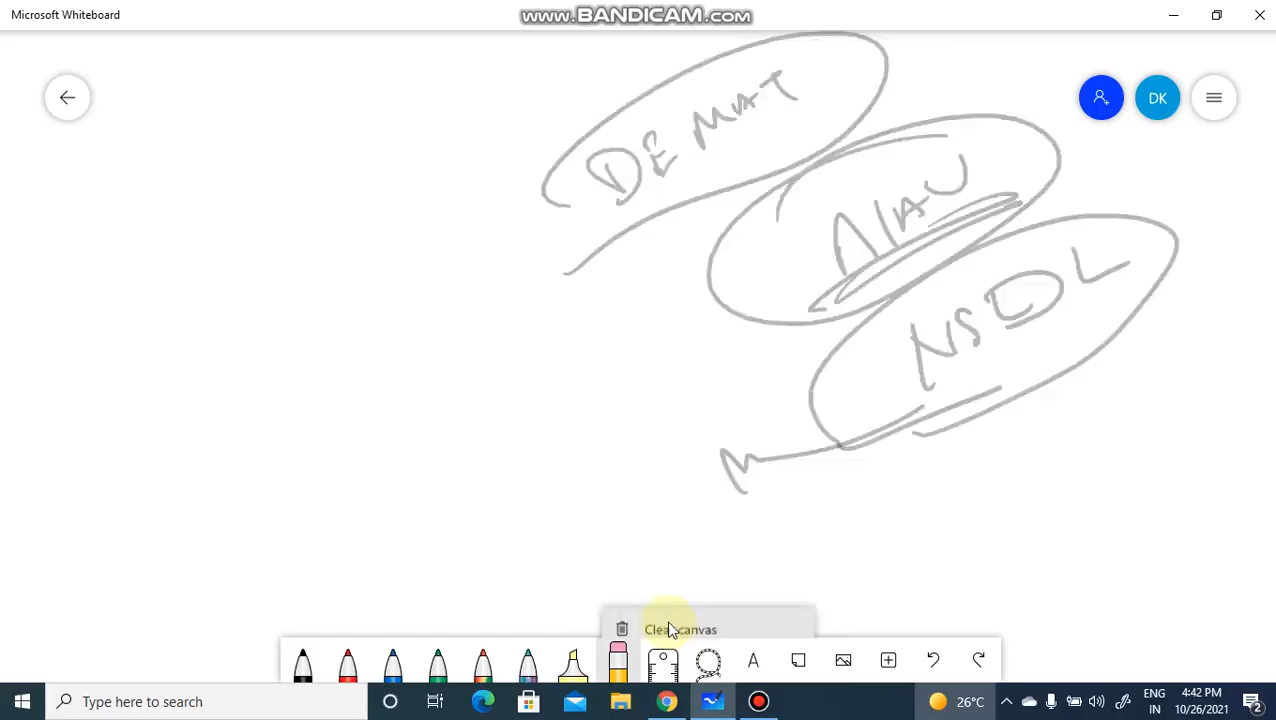 Microsoft Whiteboard
www.BANDICAM.com
DK
DEMAT
NSDL
Clear canvas
A
Type here to search
26°C
ENG
IN
4:42 PM
10/26/2021
2